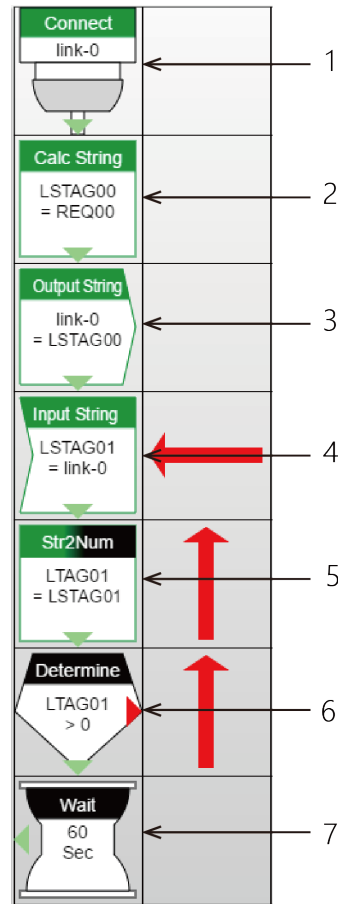 Connect
link-0
1
Calc String
LSTAG00
= REQ00
2
Output String
link-0
= LSTAG00
3
Input String
LSTAG01
= link-0
4
Str2Num
LTAG01
= LSTAG01
5
Determine
LTAG01
> 0
6
Wait
60
Sec
7